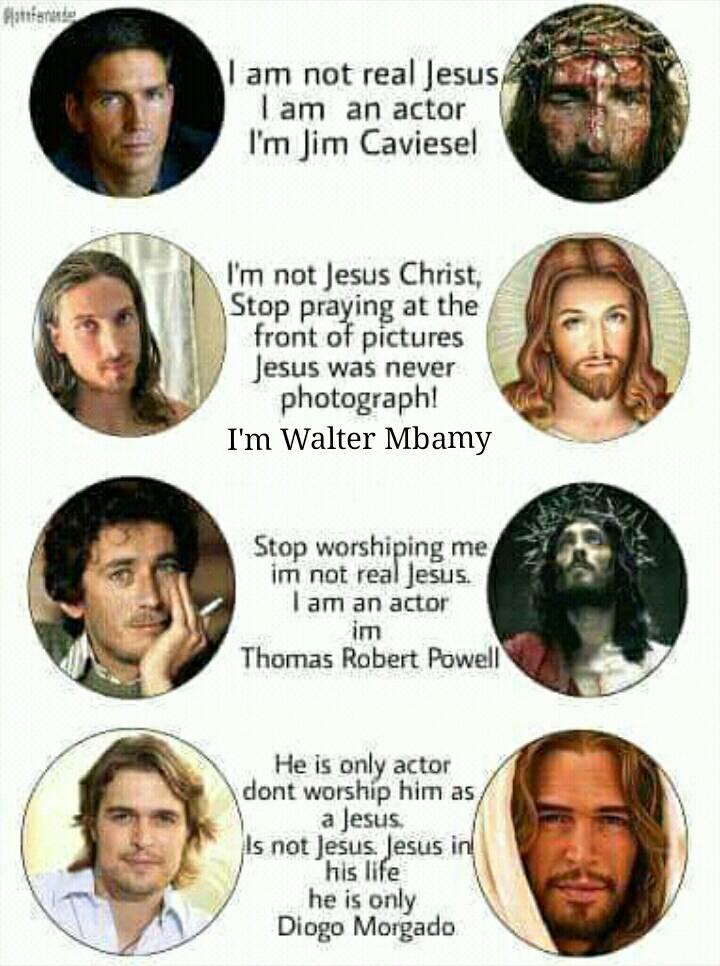 @johnfernandez
I am not real Jesus
I am an actor
I'm Jim Caviesel
I'm not Jesus Christ,
Stop praying at the
front of pictures
Jesus was never
photograph!
I'm Walter Mbamy
Stop worshiping me
im not real Jesus.
I am an actor
im
Thomas Robert Powell
He is only actor
dont worship him as
a Jesus.
Is not Jesus. Jesus in
his life
he is only
Diogo Morgado